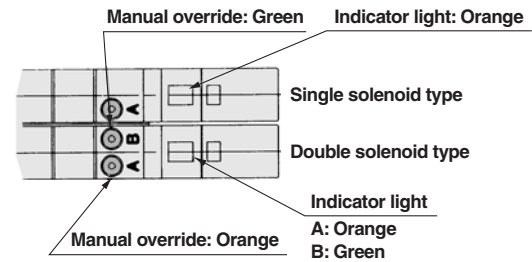 Manual override: Green
Indicator light: Orange
A
Single solenoid type
B
Double solenoid type
A
Indicator light
A: Orange
B: Green
Manual override: Orange